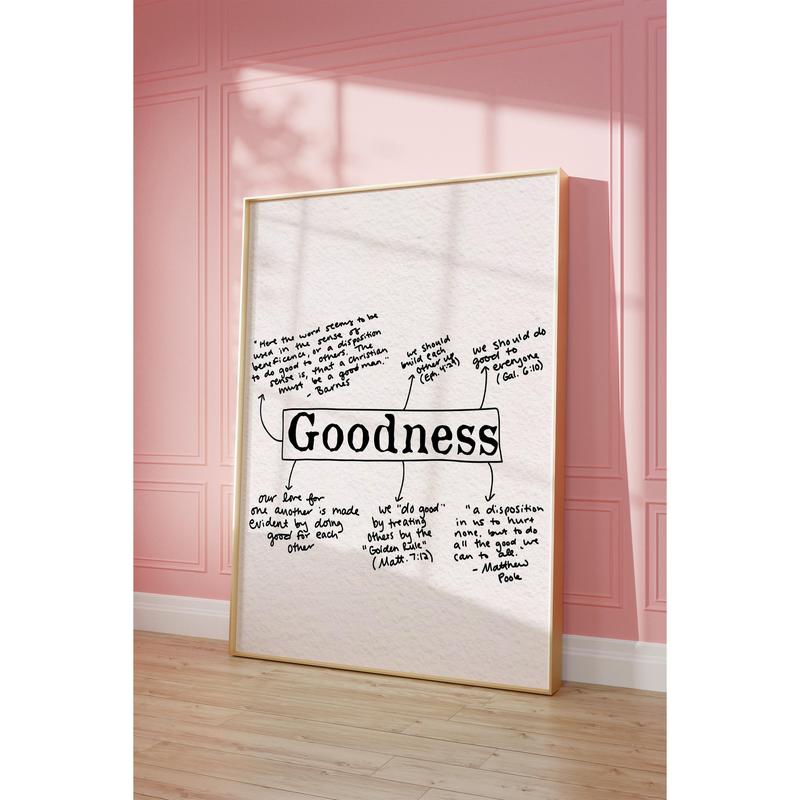 "Here the word seems to be
used in the sense of
beneficence, or a disposition
to do good to others. The
sense is, that a Christian
must be a good man."
- Barnes
we should
build each
other up
(Eph. 4:29)
we should do
good to
everyone
(Gal. 6:10)
Goodness
our love for
one another is made
evident by doing
good for each
other
we "do good"
by treating
others by the
"Golden Rule"
(Matt. 7:12)
"a disposition
in us to hurt
none, but to do
all the good we
can to all."
- Matthew
Poole